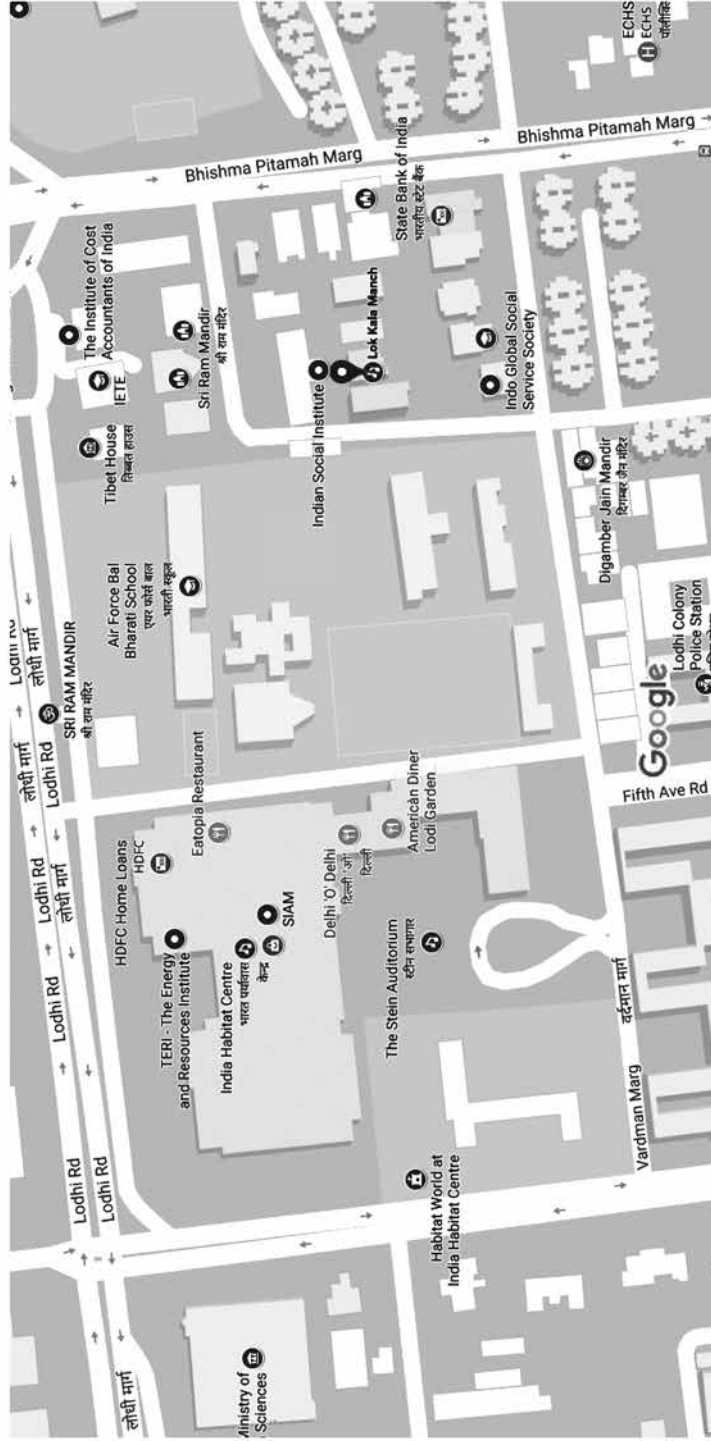 लोधी मार्ग
Lodhi Rd
Lodhi Rd
Lodhi Rd
Lodhi Rd
लोधी मार्ग
Lodhi Rd
लोधी मार्ग
Lodhi Rd
Lodhi Rd
लोधी मार्ग
SRI RAM MANDIR
श्री राम मंदिर
Ministry of
Sciences
HDFC Home Loans
HDFC
TERI - The Energy
and Resources Institute
India Habitat Centre
भारत पर्यावास
केन्द्र
SIAM
Eatopia Restaurant
Delhi 'O' Delhi
दिल्ली 'ओ'
दिल्ली
American Diner
Lodi Garden
The Stein Auditorium
स्टीन सभागार
Habitat World at
India Habitat Centre
Vardman Marg
वर्दमान मार्ग
Air Force Bal
Bharati School
एयर फोर्स बाल
भारती स्कूल
Tibet House
तिब्बत हाउस
IETE
The Institute of Cost
Accountants of India
Sri Ram Mandir
श्री राम मंदिर
Indian Social Institute
Lok Kala Manch
Indo Global Social
Service Society
State Bank of India
भारतीय स्टेट बैंक
Bhishma Pitamah Marg
Bhishma Pitamah Marg
ECHS
ECHS
Digamber Jain Mandir
दिगम्बर जैन मंदिर
Google
Lodhi Colony
Police Station
Fifth Ave Rd